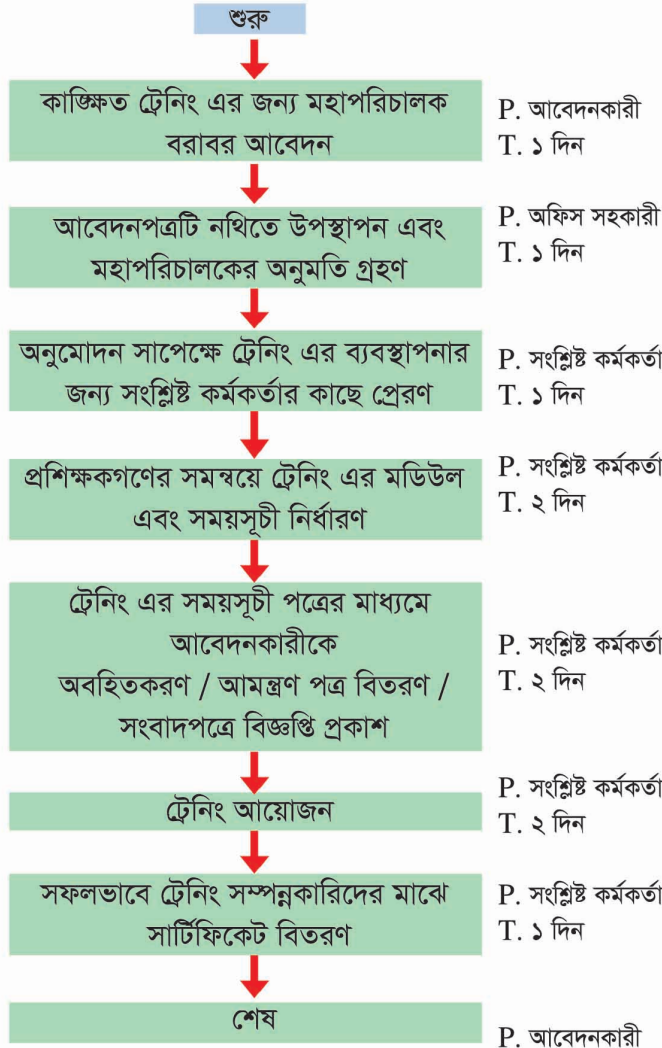 শুরু
কাঙ্ক্ষিত ট্রেনিং এর জন্য মহাপরিচালক
বরাবর আবেদন
P. আবেদনকারী
T. ১ দিন
আবেদনপত্রটি নথিতে উপস্থাপন এবং
মহাপরিচালকের অনুমতি গ্রহণ
P. অফিস সহকারী
T. ১ দিন
অনুমোদন সাপেক্ষে ট্রেনিং এর ব্যবস্থাপনার
জন্য সংশ্লিষ্ট কর্মকর্তার কাছে প্রেরণ
P. সংশ্লিষ্ট কর্মকর্তা
T. ১ দিন
প্রশিক্ষকগণের সমন্বয়ে ট্রেনিং এর মডিউল
এবং সময়সূচী নির্ধারণ
P. সংশ্লিষ্ট কর্মকর্তা
T. ২ দিন
ট্রেনিং এর সময়সূচী পত্রের মাধ্যমে
আবেদনকারীকে
অবহিতকরণ / আমন্ত্রণ পত্র বিতরণ /
সংবাদপত্রে বিজ্ঞপ্তি প্রকাশ
P. সংশ্লিষ্ট কর্মকর্তা
T. ২ দিন
ট্রেনিং আয়োজন
P. সংশ্লিষ্ট কর্মকর্তা
T. ২ দিন
সফলভাবে ট্রেনিং সম্পন্নকারিদের মাঝে
সার্টিফিকেট বিতরণ
P. সংশ্লিষ্ট কর্মকর্তা
T. ১ দিন
শেষ
P. আবেদনকারী